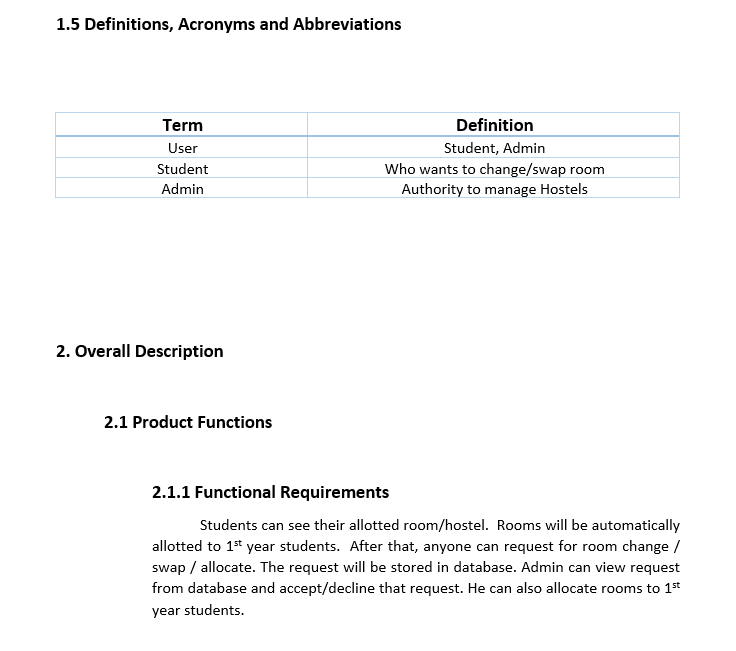 1.5 Definitions, Acronyms and Abbreviations
Term Definition
User Student, Admin
Student Who wants to change/swap room
Admin Authority to manage Hostels
2. Overall Description
2.1 Product Functions
2.1.1 Functional Requirements
Students can see their allotted room/hostel.  Rooms will be automatically
allotted to 1st year students.  After that, anyone can request for room change /
swap / allocate. The request will be stored in database. Admin can view request
from database and accept/decline that request. He can also allocate rooms to 1st
year students.